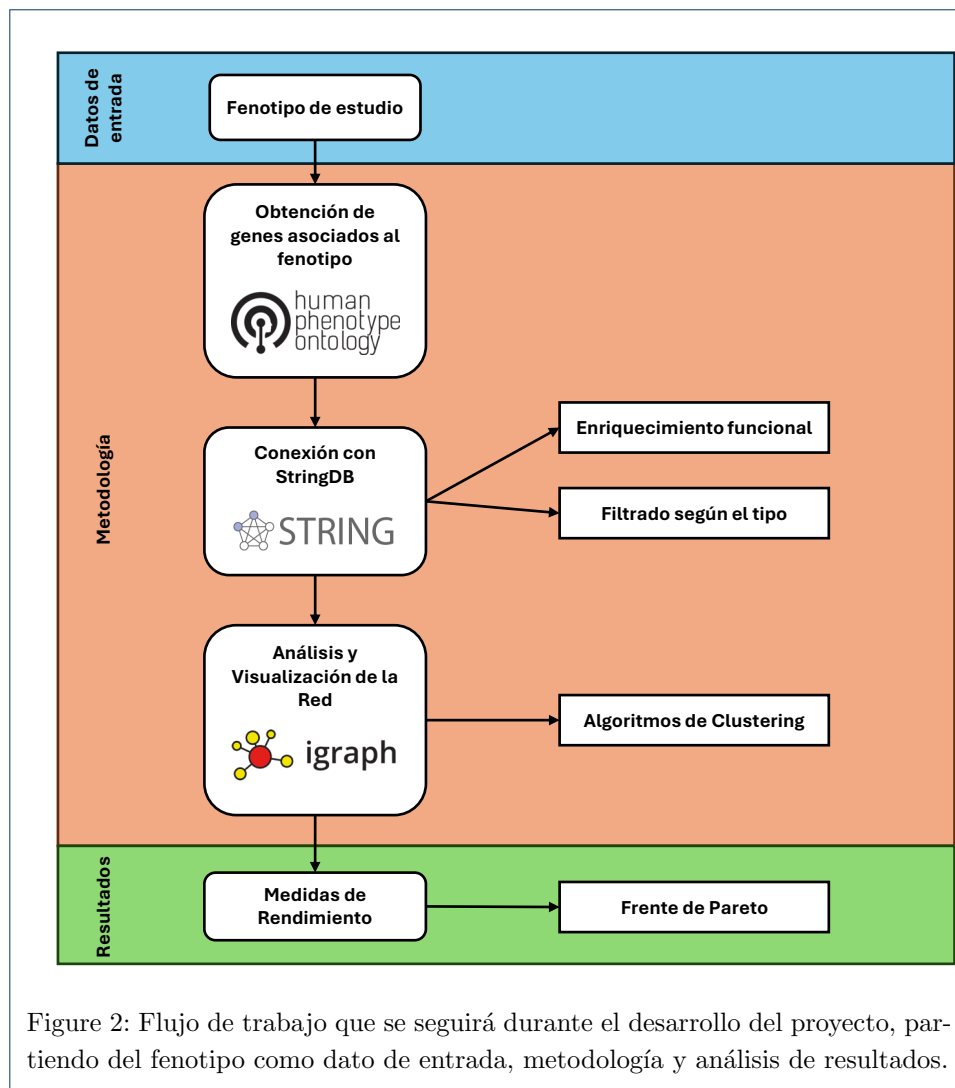 Datos de
entrada
Fenotipo de estudio
Metodología
Obtención de
genes asociados al
fenotipo
human
phenotype
ontology
Conexión con
StringDB
STRING
Enriquecimiento funcional
Filtrado según el tipo
Análisis y
Visualización de la
Red
igraph
Algoritmos de Clustering
Resultados
Medidas de
Rendimiento
Frente de Pareto
Figure 2: Flujo de trabajo que se seguirá durante el desarrollo del proyecto, par-
tiendo del fenotipo como dato de entrada, metodología y análisis de resultados.